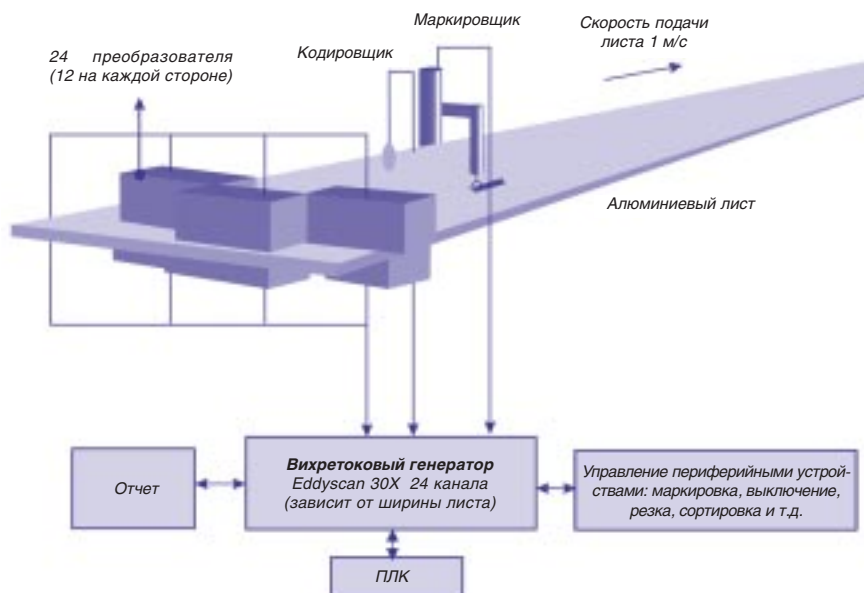 24 преобразователя
(12 на каждой стороне)
Кодировщик
Маркировщик
Скорость подачи
листа 1 м/с
Алюминиевый лист
Отчет
Вихретоковый генератор
Eddyscan 30X 24 канала
(зависит от ширины листа)
Управление периферийными устрой-
ствами: маркировка, выключение,
резка, сортировка и т.д.
ПЛК